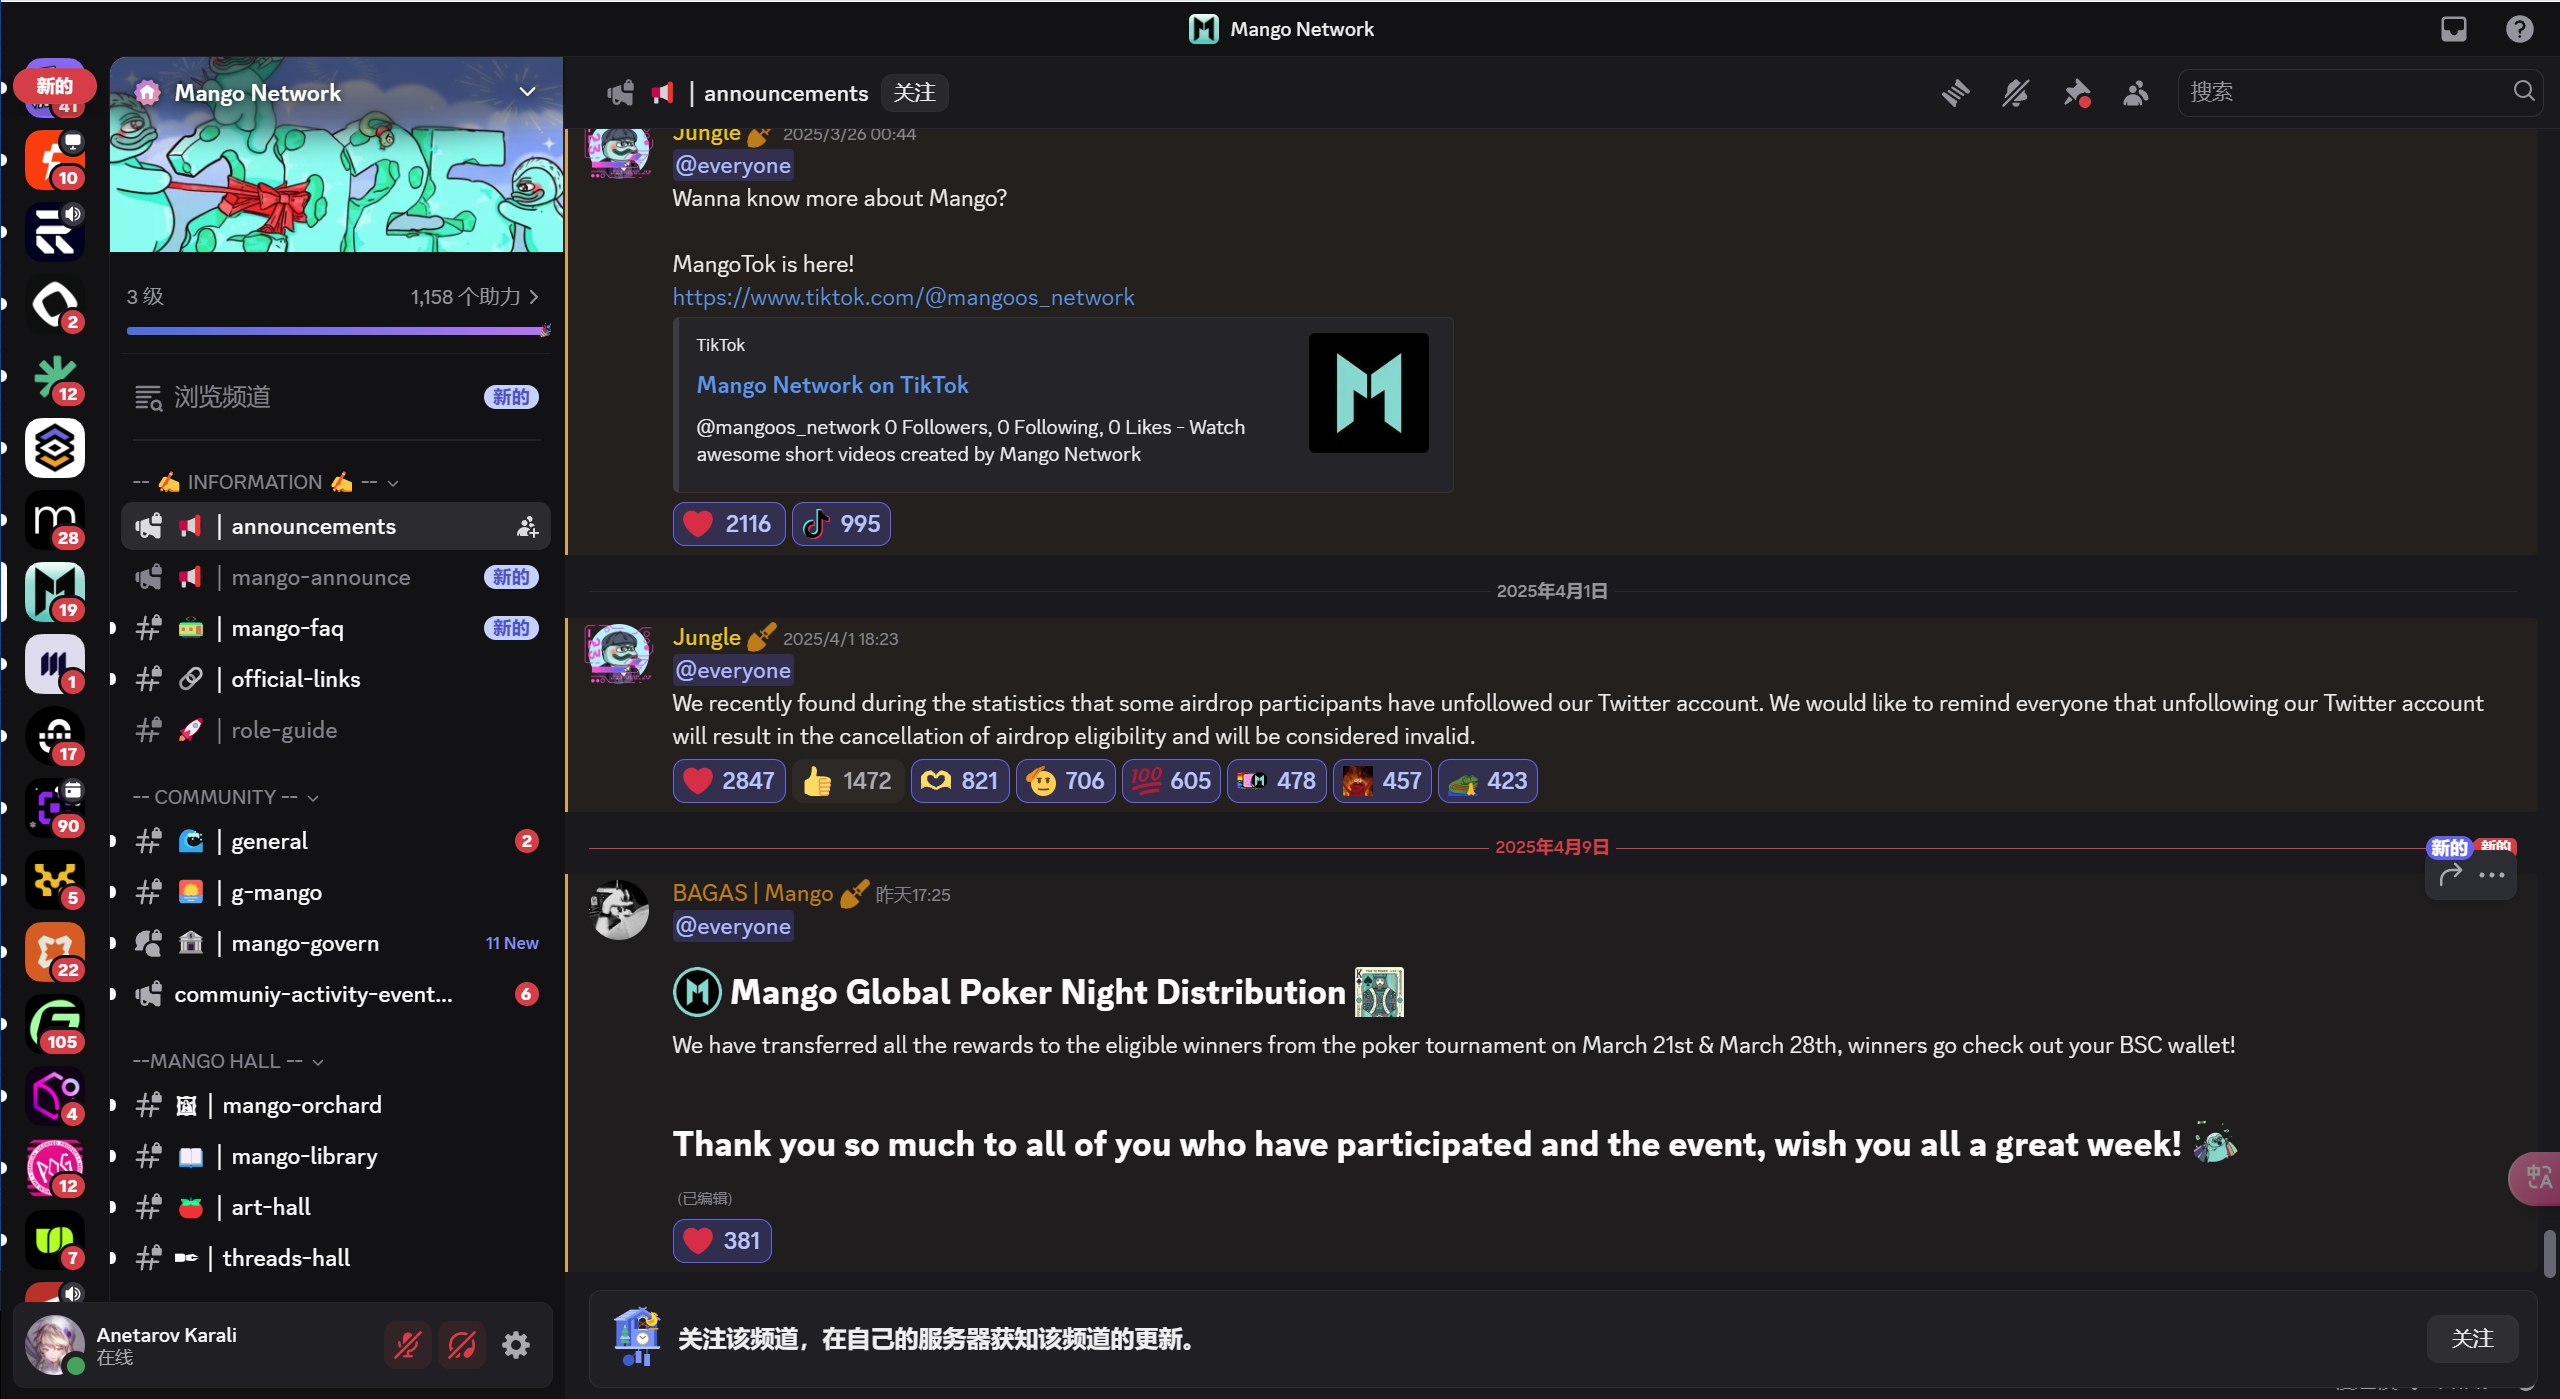 Mango Network
新的
41
10
2
12
28
19
1
17
90
5
22
105
4
12
7
Mango Network
3 级
1,158 个助力
浏览频道
新的
-- INFORMATION --
| announcements
| mango-announce
新的
| mango-faq
新的
| official-links
| role-guide
-- COMMUNITY --
| general
2
| g-mango
| mango-govern
11 New
communiy-activity-event...
6
--MANGO HALL --
| mango-orchard
| mango-library
| art-hall
| threads-hall
Anetarov Karali
在线
| announcements
关注
搜索
Jungle 2025/3/26 00:44
@everyone
Wanna know more about Mango?
MangoTok is here!
https://www.tiktok.com/@mangoos_network
TikTok
Mango Network on TikTok
@mangoos_network 0 Followers, 0 Following, 0 Likes - Watch
awesome short videos created by Mango Network
2116
995
2025年4月1日
Jungle 2025/4/1 18:23
@everyone
We recently found during the statistics that some airdrop participants have unfollowed our Twitter account. We would like to remind everyone that unfollowing our Twitter account
will result in the cancellation of airdrop eligibility and will be considered invalid.
2847
1472
821
706
605
478
457
423
2025年4月9日
新的
新的
BAGAS | Mango 昨天17:25
@everyone
Mango Global Poker Night Distribution
We have transferred all the rewards to the eligible winners from the poker tournament on March 21st & March 28th, winners go check out your BSC wallet!
Thank you so much to all of you who have participated and the event, wish you all a great week!
(已编辑)
381
关注该频道，在自己的服务器获知该频道的更新。
关注